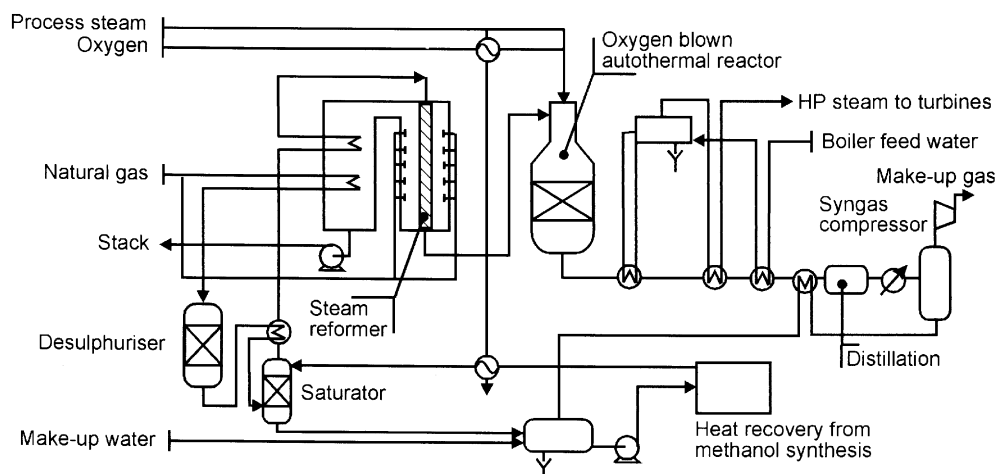 Process steam
Oxygen
Oxygen blown
autothermal reactor
HP steam to turbines
Boiler feed water
Natural gas
Make-up gas
Syngas
compressor
Stack
Steam
reformer
Desulphuriser
Saturator
Distillation
Make-up water
Heat recovery from
methanol synthesis